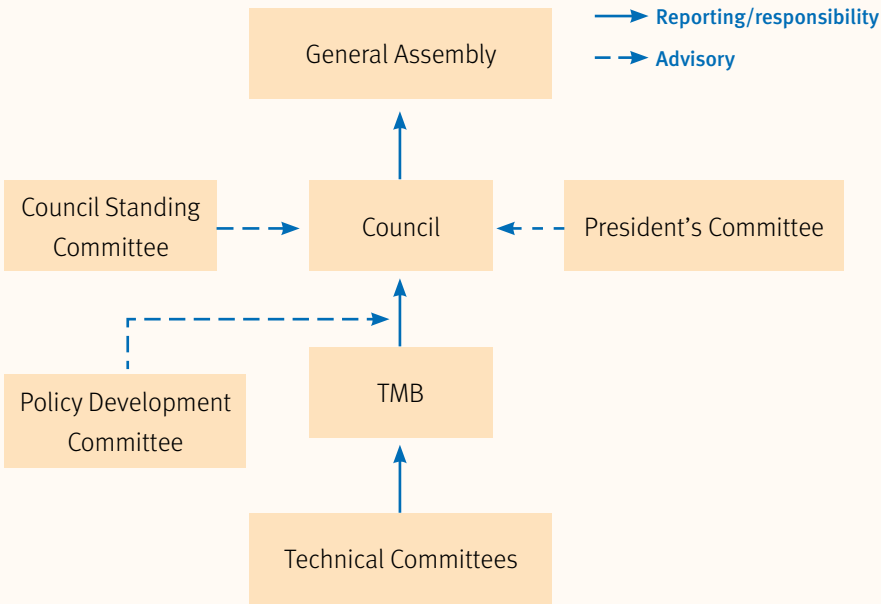 Reporting/responsibility
General Assembly
Advisory
Council Standing
Committee
Council
President’s Committee
Policy Development
Committee
TMB
Technical Committees